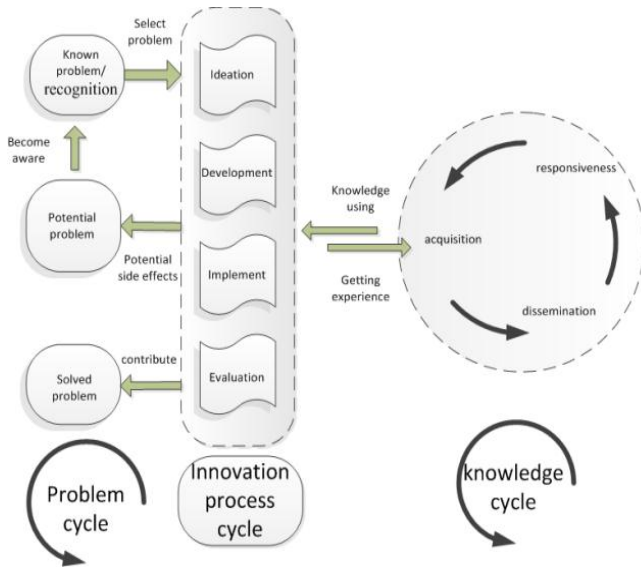 Select
problem
Known
problem/
recognition
Ideation
Become
aware
Development
Potential
problem
Potential
side effects
Implement
contribute
Solved
problem
Evaluation
Knowledge
using
Getting
experience
responsiveness
acquisition
dissemination
Problem
cycle
Innovation
process
cycle
knowledge
cycle